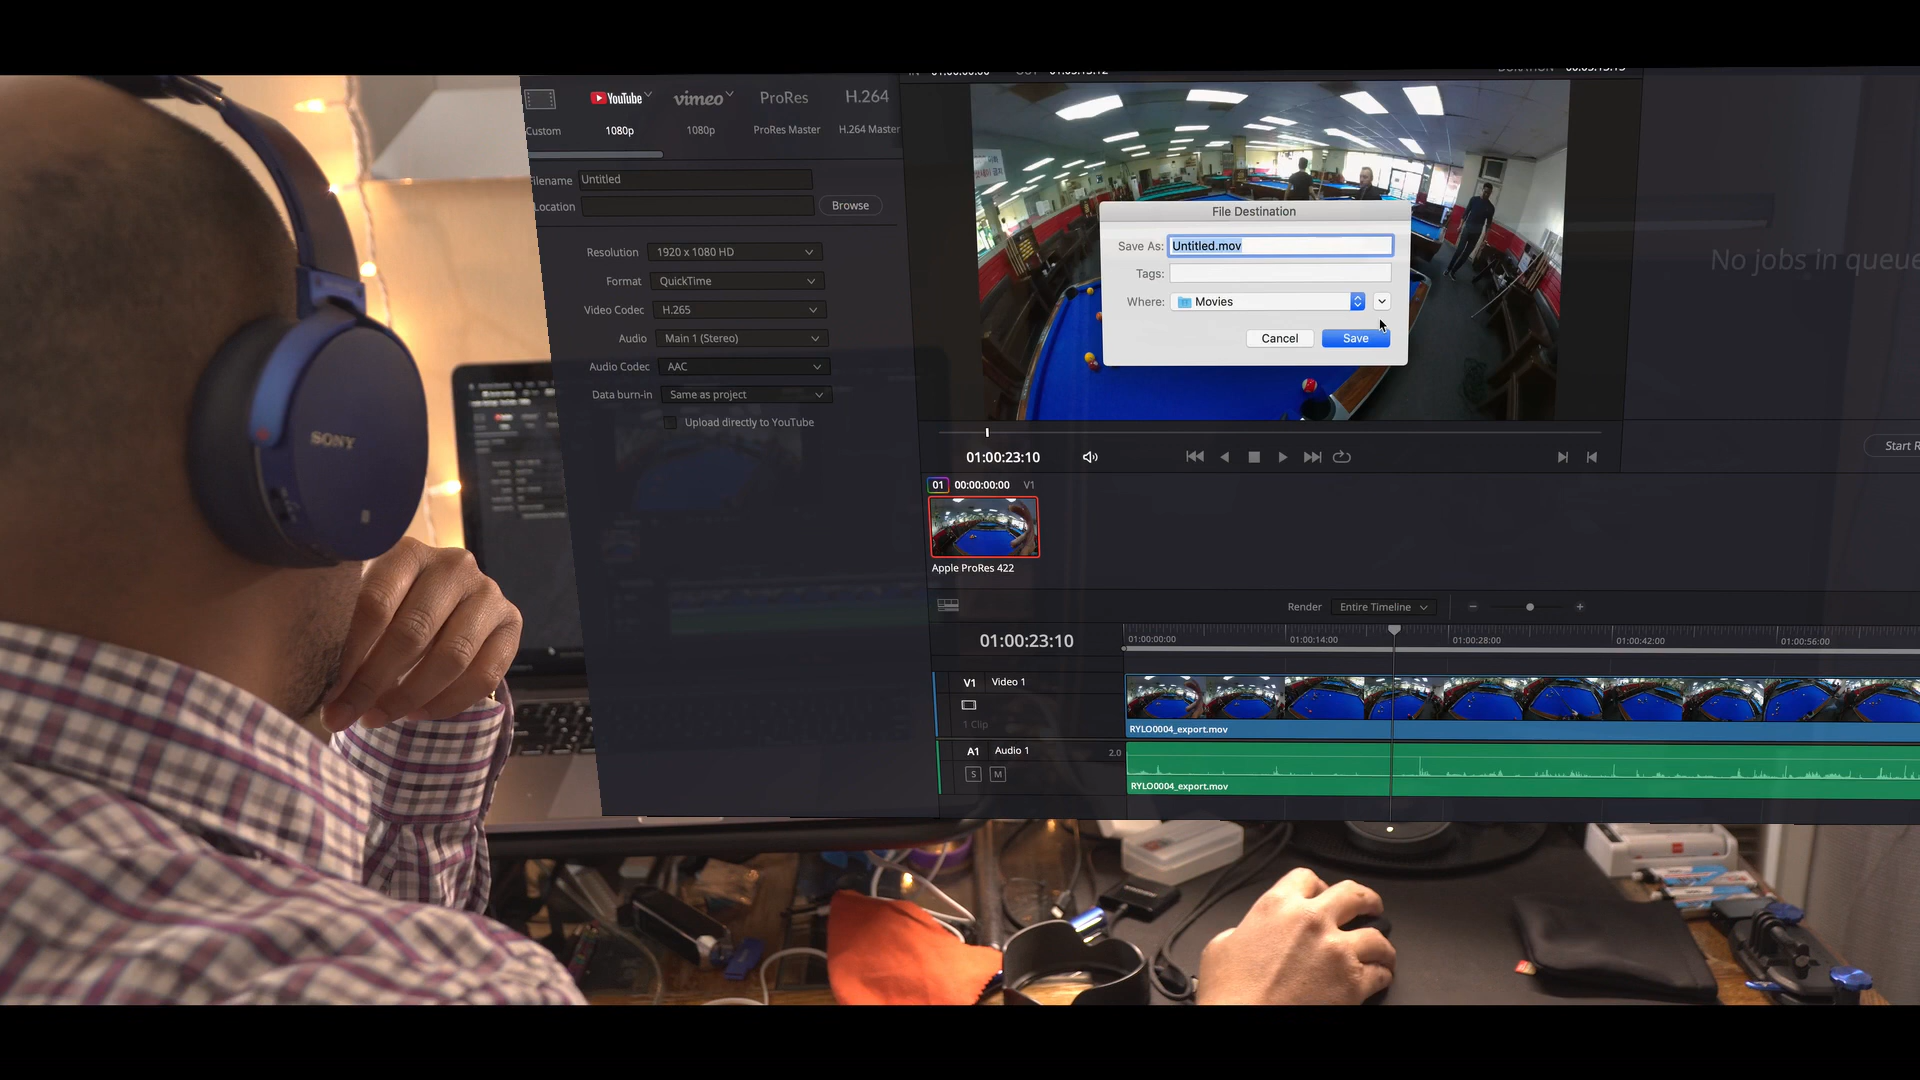 YouTube
vimeo
ProRes
H.264
Custom
1080p
1080p
ProRes Master
H.264 Master
Filename
Untitled
Location
Browse
Resolution
1920 x 1080 HD
Format
QuickTime
Video Codec
H.265
Audio
Main 1 (Stereo)
Audio Codec
AAC
Data burn-in
Same as project
Upload directly to YouTube
File Destination
Save As:
Untitled.mov
Tags:
Where:
Movies
Cancel
Save
No jobs in queue
Start R
01:00:23:10
01
00:00:00:00
V1
Apple ProRes 422
Render
Entire Timeline
01:00:23:10
01:00:00:00
01:00:14:00
01:00:28:00
01:00:42:00
01:00:56:00
V1
Video 1
1 Clip
RYLO0004_export.mov
A1
Audio 1
2.0
S
M
RYLO0004_export.mov
SONY